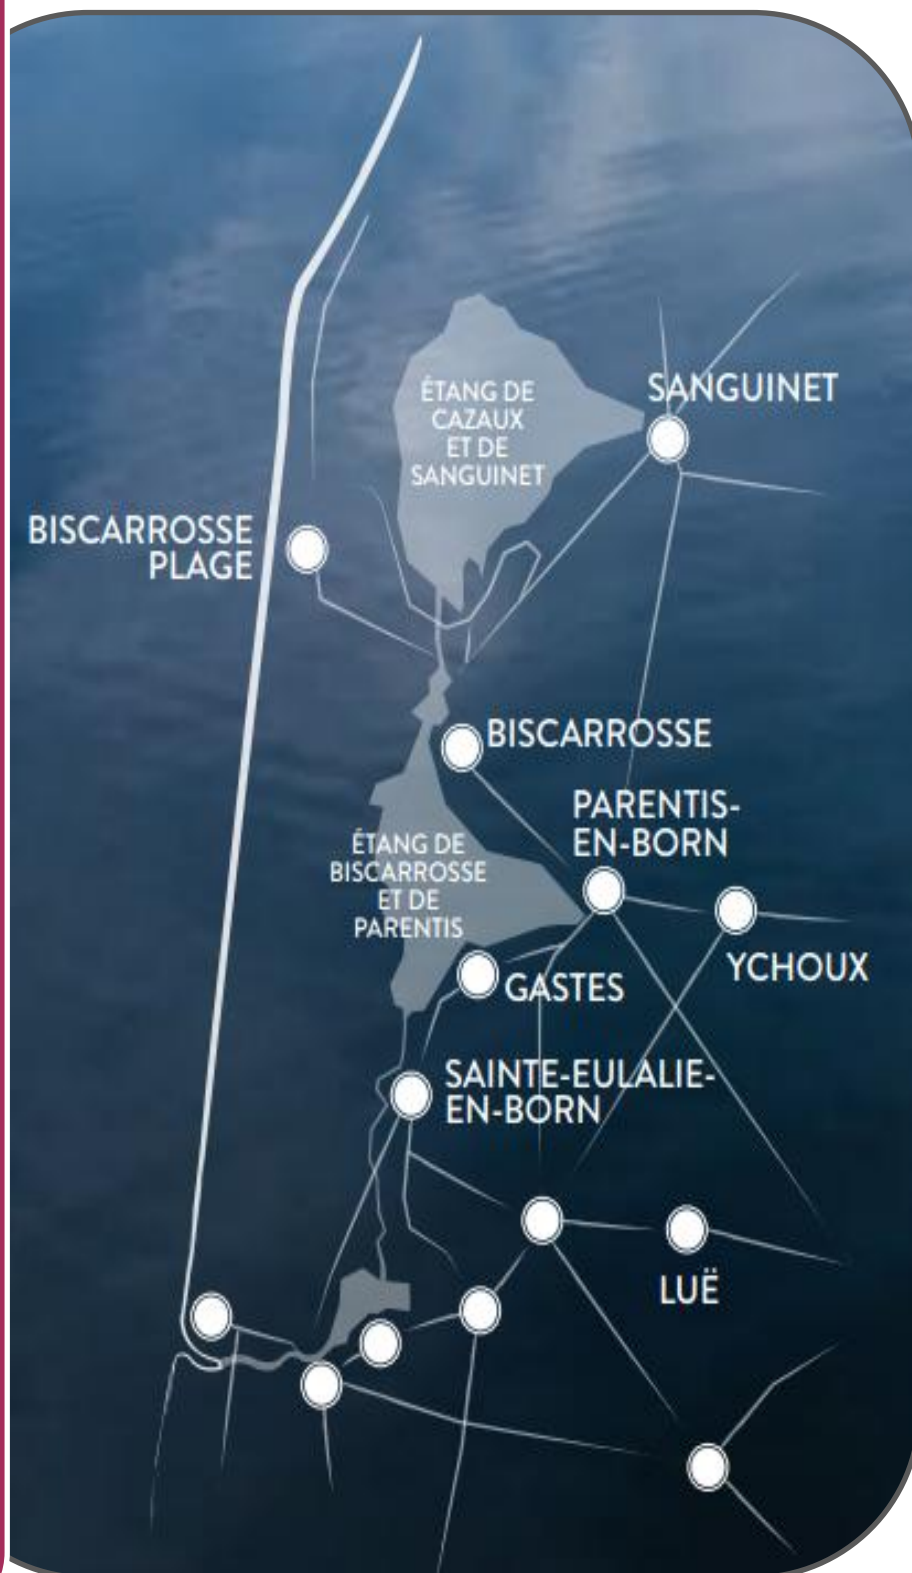 SANGUINET
ÉTANG DE
CAZAUX
ET DE
SANGUINET
BISCARROSSE
PLAGE
BISCARROSSE
PARENTIS-
EN-BORN
ÉTANG DE
BISCARROSSE
ET DE
PARENTIS
YCHOUX
GASTES
SAINTE-EULALIE-
EN-BORN
LUË